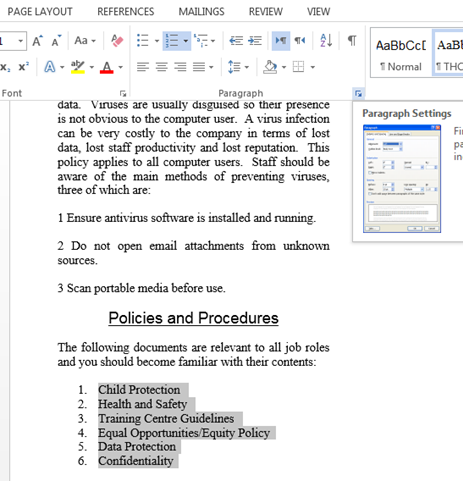 PAGE LAYOUT REFERENCES MAILINGS REVIEW VIEW
Aa
AaBbCcI AaBl
¶ Normal ¶ THO
Font Paragraph
Paragraph Settings
Fi
pa
in
data. Viruses are usually disguised so their presence
is not obvious to the computer user. A virus infection
can be very costly to the company in terms of lost
data, lost staff productivity and lost reputation. This
policy applies to all computer users. Staff should be
aware of the main methods of preventing viruses,
three of which are:
1 Ensure antivirus software is installed and running.
2 Do not open email attachments from unknown
sources.
3 Scan portable media before use.
Policies and Procedures
The following documents are relevant to all job roles
and you should become familiar with their contents:
1. Child Protection
2. Health and Safety
3. Training Centre Guidelines
4. Equal Opportunities/Equity Policy
5. Data Protection
6. Confidentiality